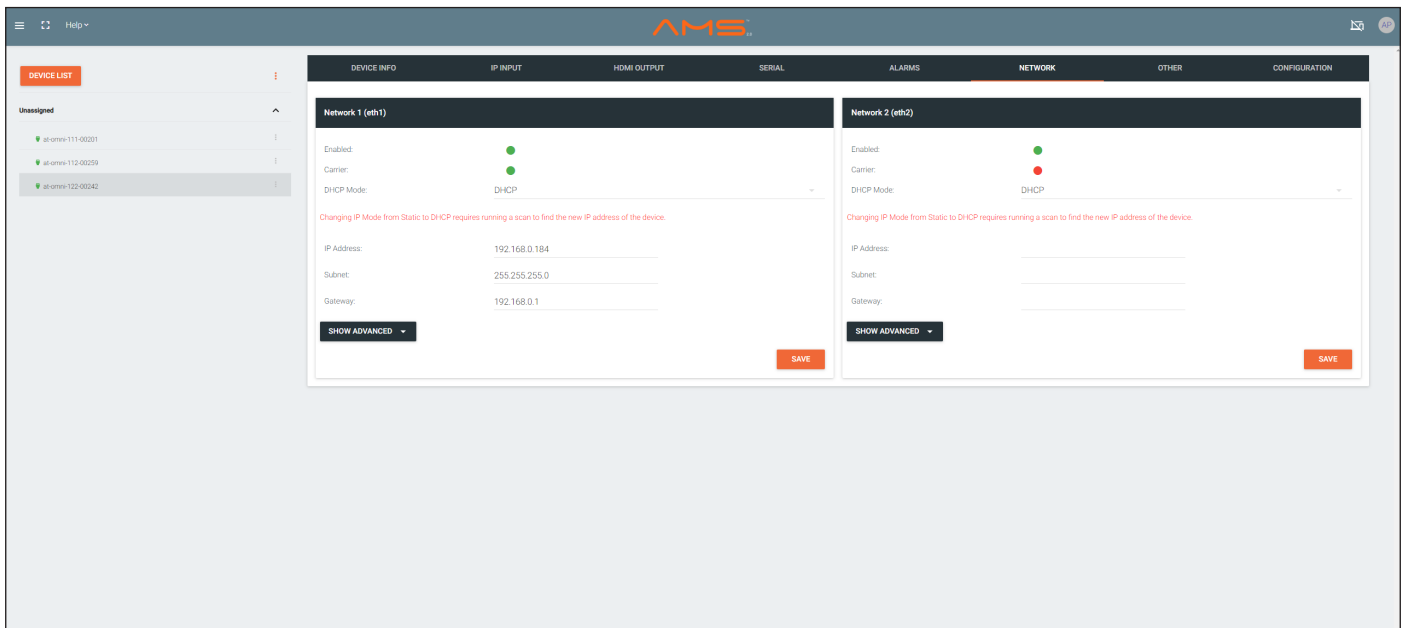 Help
AMS
AP
DEVICE LIST
Unassigned
at-omni-111-00201
at-omni-112-00259
at-omni-122-00242
DEVICE INFO IP INPUT HDMI OUTPUT SERIAL ALARMS NETWORK OTHER CONFIGURATION
Network 1 (eth1)
Enabled:
Carrier:
DHCP Mode: DHCP
Changing IP Mode from Static to DHCP requires running a scan to find the new IP address of the device.
IP Address: 192.168.0.184
Subnet: 255.255.255.0
Gateway: 192.168.0.1
SHOW ADVANCED
SAVE
Network 2 (eth2)
Enabled:
Carrier:
DHCP Mode: DHCP
Changing IP Mode from Static to DHCP requires running a scan to find the new IP address of the device.
IP Address:
Subnet:
Gateway:
SHOW ADVANCED
SAVE